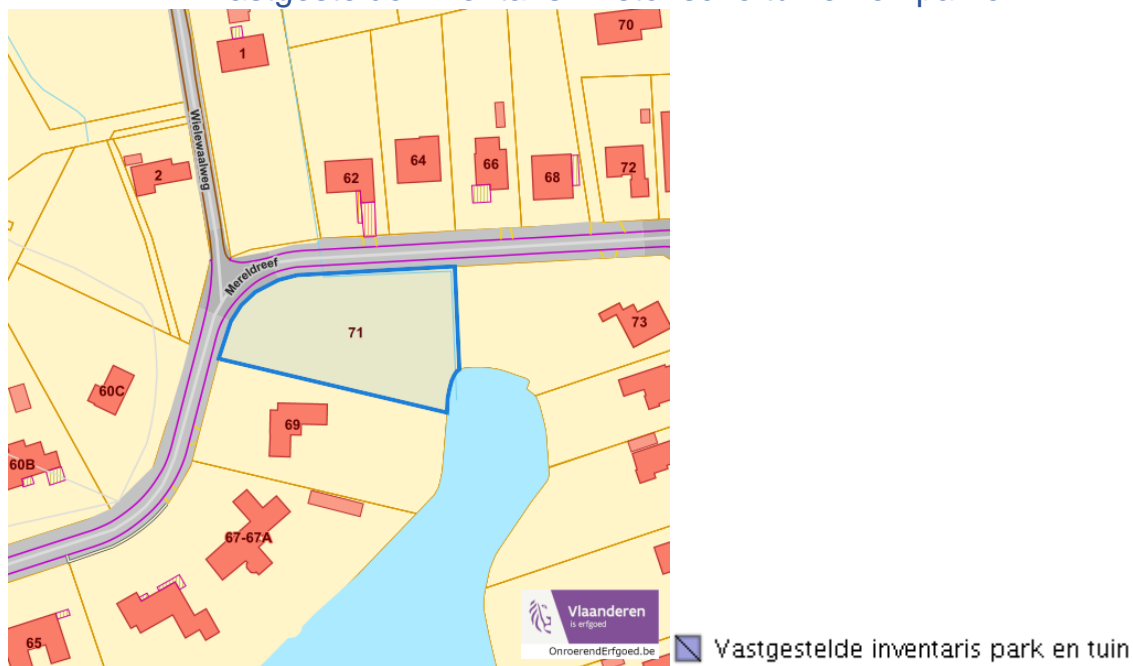 70
1
Wielewaalweg
2
62
64
66
68
72
Mereldreef
71
73
60C
69
60B
67-67A
65
Vlaanderen
is erfgoed
OnroerendErfgoed.be
Vastgestelde inventaris park en tuin